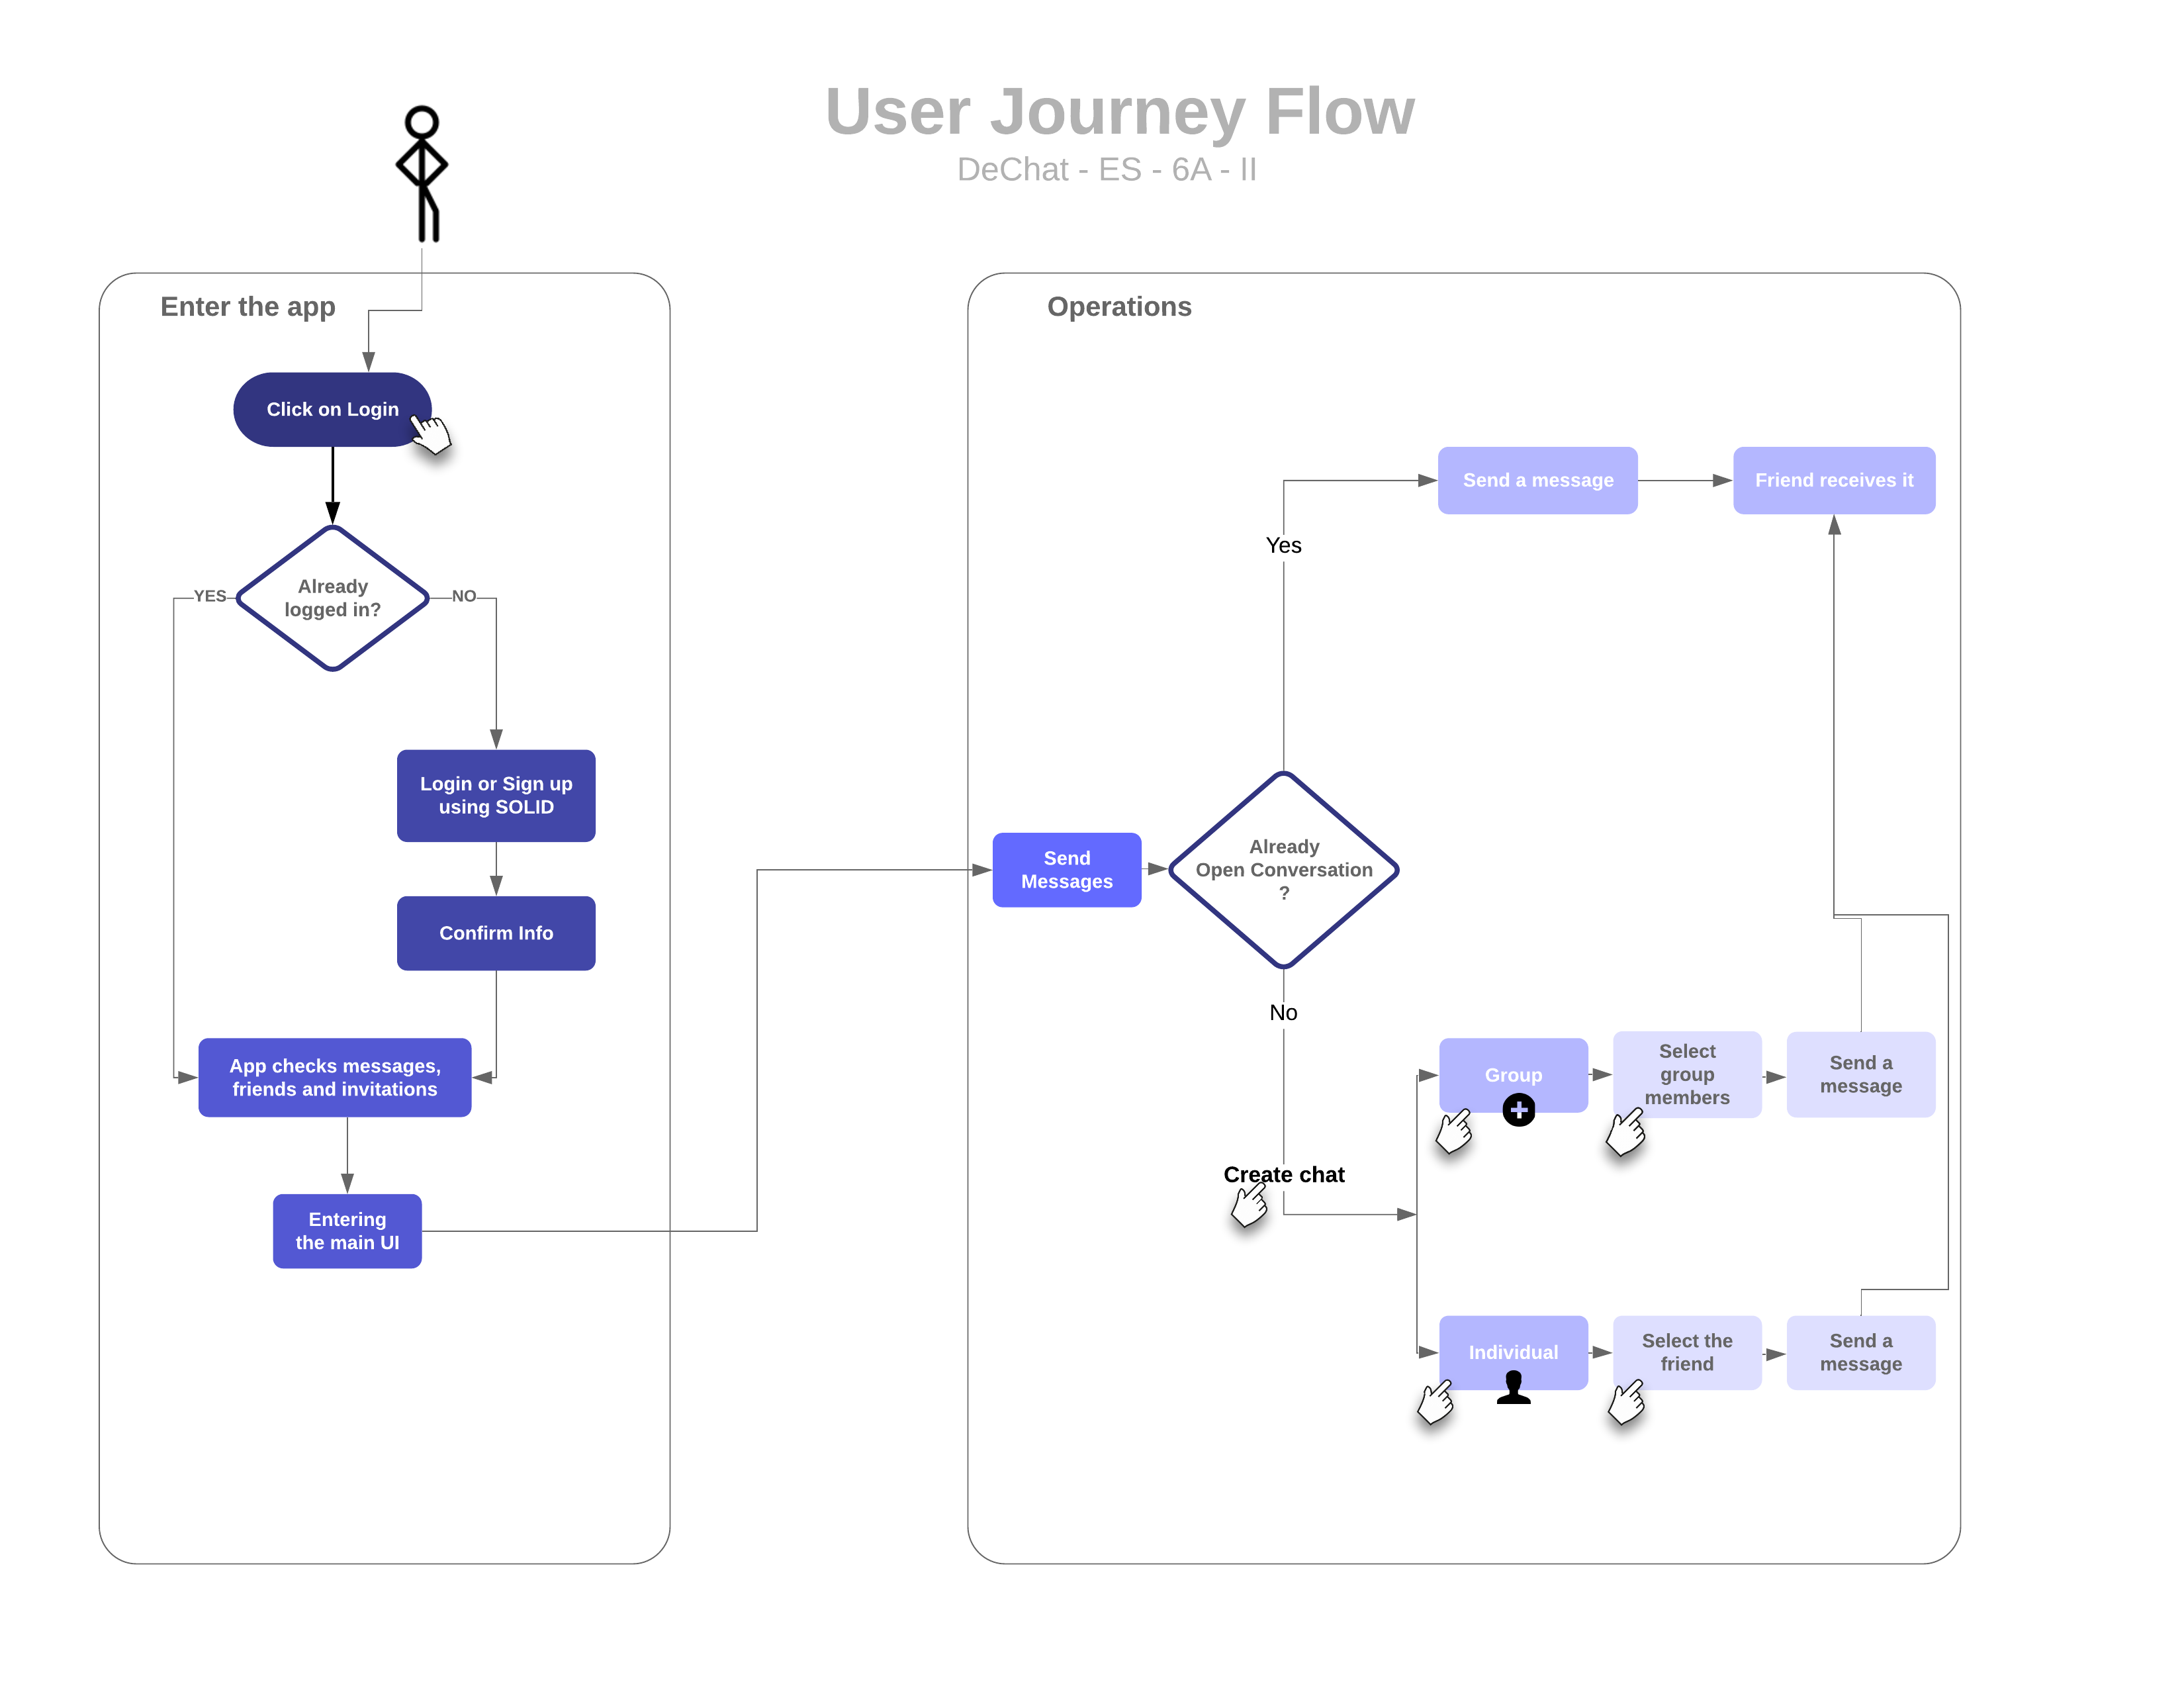 User Journey Flow
DeChat - ES - 6A - II
Enter the app
Click on Login
Already
logged in?
YES
NO
Login or Sign up
using SOLID
Confirm Info
App checks messages,
friends and invitations
Entering
the main UI
Operations
Send
Messages
Already
Open Conversation
?
Yes
Send a message
Friend receives it
No
Create chat
Group
Select
group
members
Send a
message
Individual
Select the
friend
Send a
message